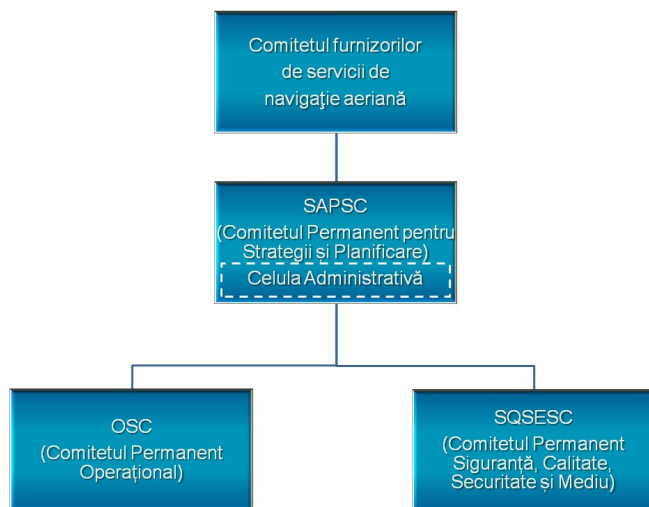 Comitetul furnizorilor
de servicii de
navigaţie aeriană
SAPSC
(Comitetul Permanent pentru
Strategii și Planificare)
Celula Administrativă
OSC
(Comitetul Permanent
Operațional)
SQSESC
(Comitetul Permanent
Siguranță, Calitate,
Securitate și Mediu)